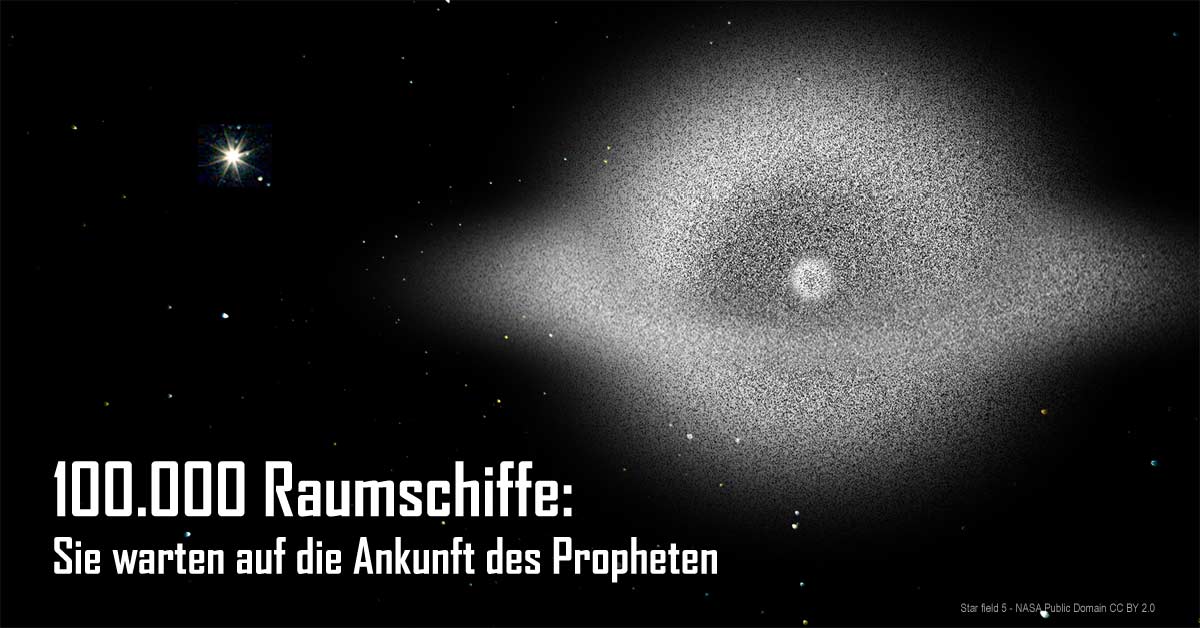 100.000 Raumschiffe:
Sie warten auf die Ankunft des Propheten
Star field 5 - NASA Public Domain CC BY 2.0